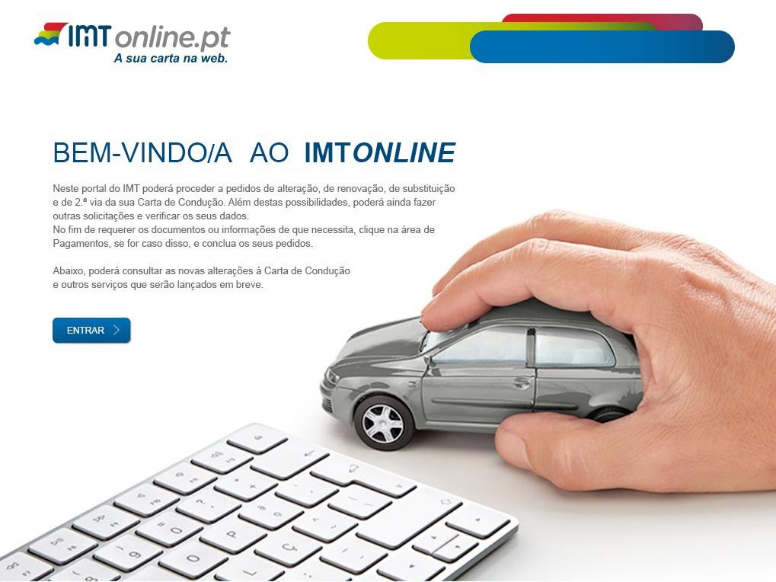 IMTonline.pt
A sua carta na web.
BEM-VINDO/A AO IMTONLINE
Neste portal do IMT poderá proceder a pedidos de alteração, de renovação, de substituição
e de 2.ª via da sua Carta de Condução. Além destas possibilidades, poderá ainda fazer
outras solicitações e verificar os seus dados.
No fim de requerer os documentos ou informações de que necessita, clique na área de
Pagamentos, se for caso disso, e conclua os seus pedidos.
Abaixo, poderá consultar as novas alterações à Carta de Condução
e outros serviços que serão lançados em breve.
ENTRAR